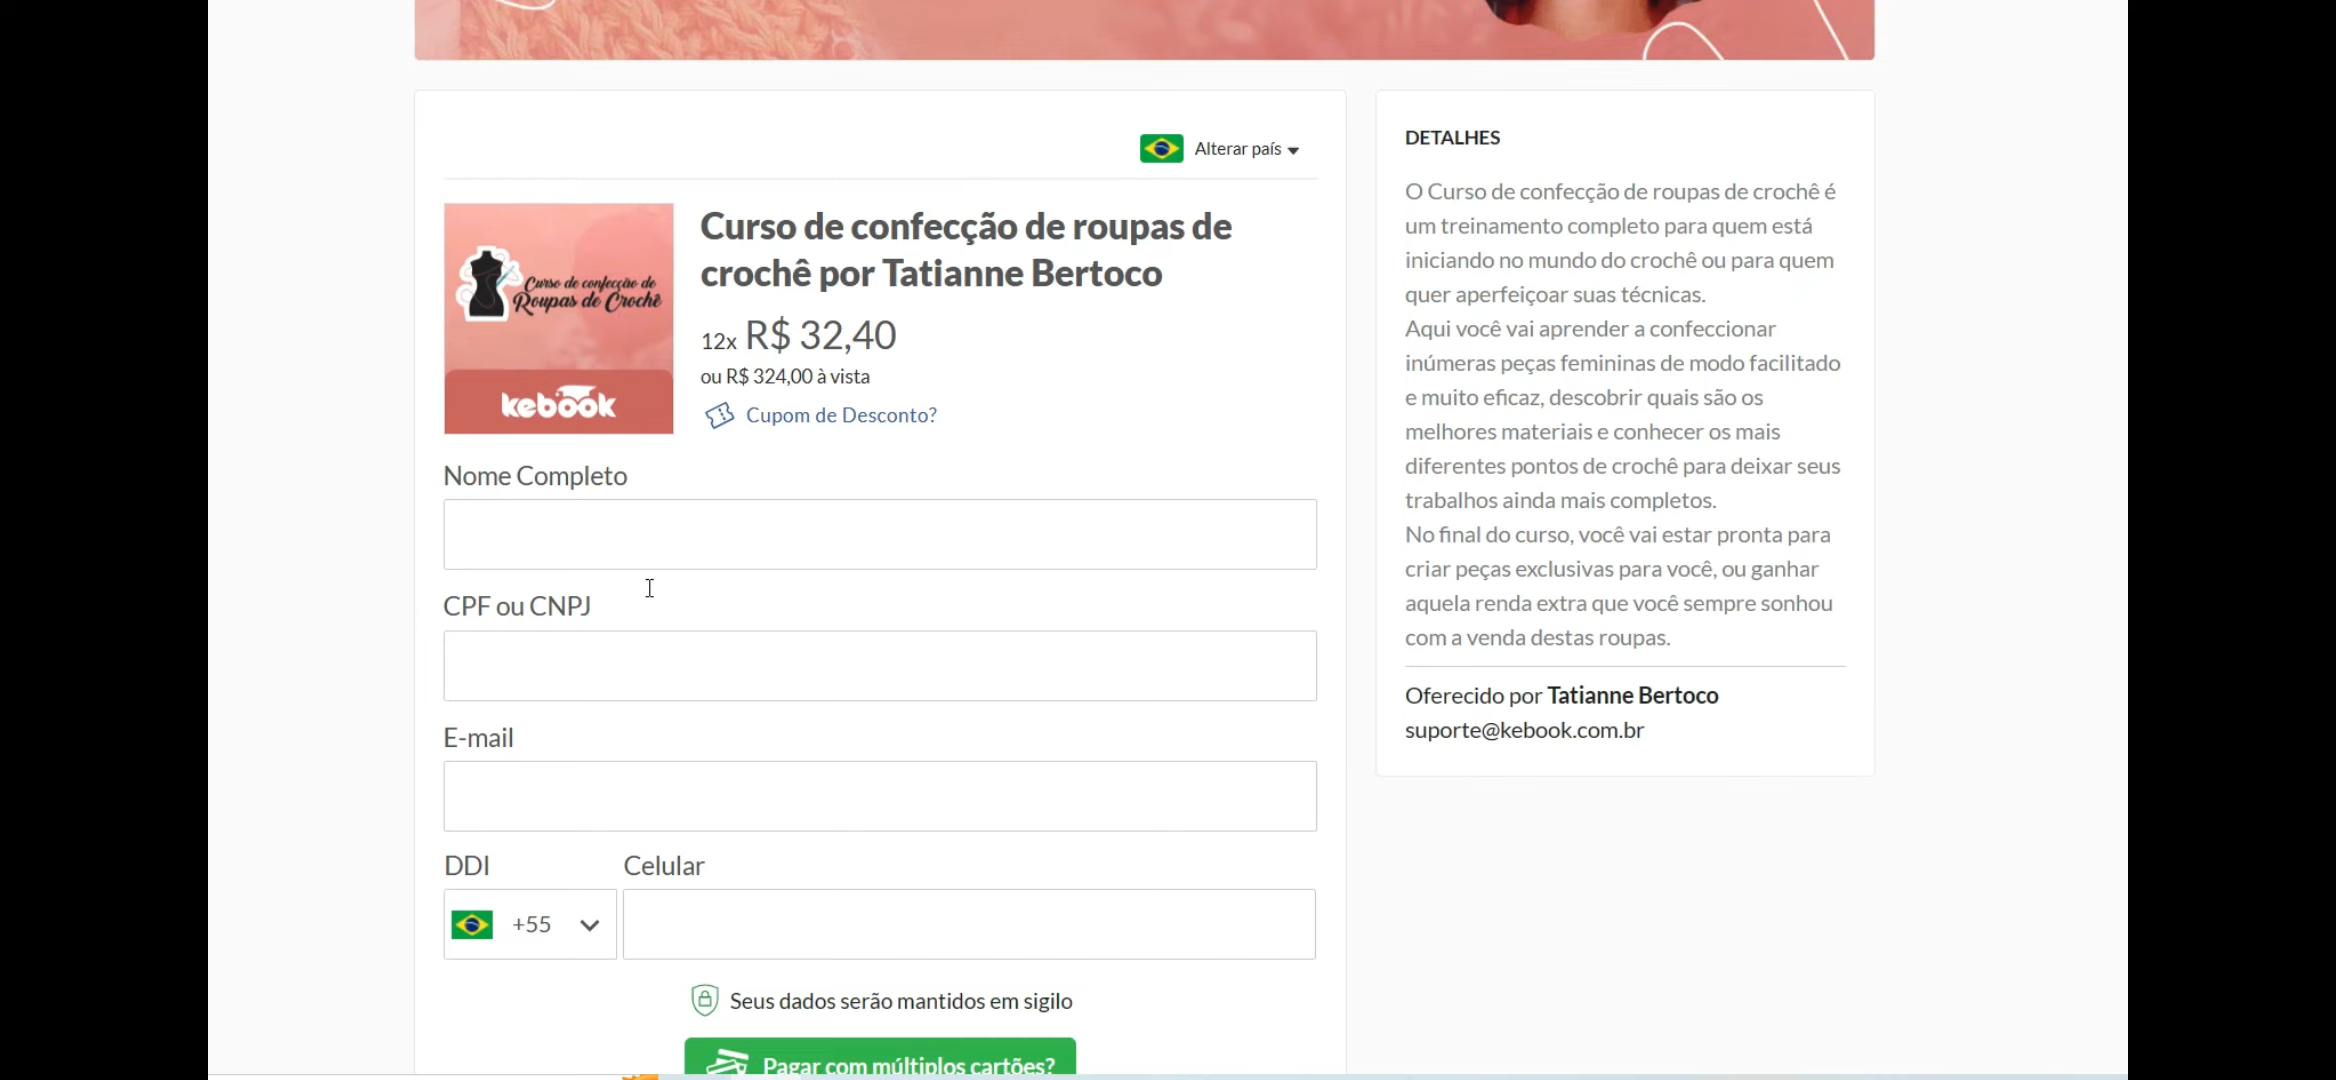 Alterar país
Curso de confecção de
Roupas de Crochê
kebook
Curso de confecção de roupas de
crochê por Tatianne Bertoco
12x R$ 32,40
ou R$ 324,00 à vista
Cupom de Desconto?
Nome Completo
CPF ou CNPJ
E-mail
DDI
Celular
+55
Seus dados serão mantidos em sigilo
Pagar com múltiplos cartões?
DETALHES
O Curso de confecção de roupas de crochê é
um treinamento completo para quem está
iniciando no mundo do crochê ou para quem
quer aperfeiçoar suas técnicas.
Aqui você vai aprender a confeccionar
inúmeras peças femininas de modo facilitado
e muito eficaz, descobrir quais são os
melhores materiais e conhecer os mais
diferentes pontos de crochê para deixar seus
trabalhos ainda mais completos.
No final do curso, você vai estar pronta para
criar peças exclusivas para você, ou ganhar
aquela renda extra que você sempre sonhou
com a venda destas roupas.
Oferecido por Tatianne Bertoco
suporte@kebook.com.br